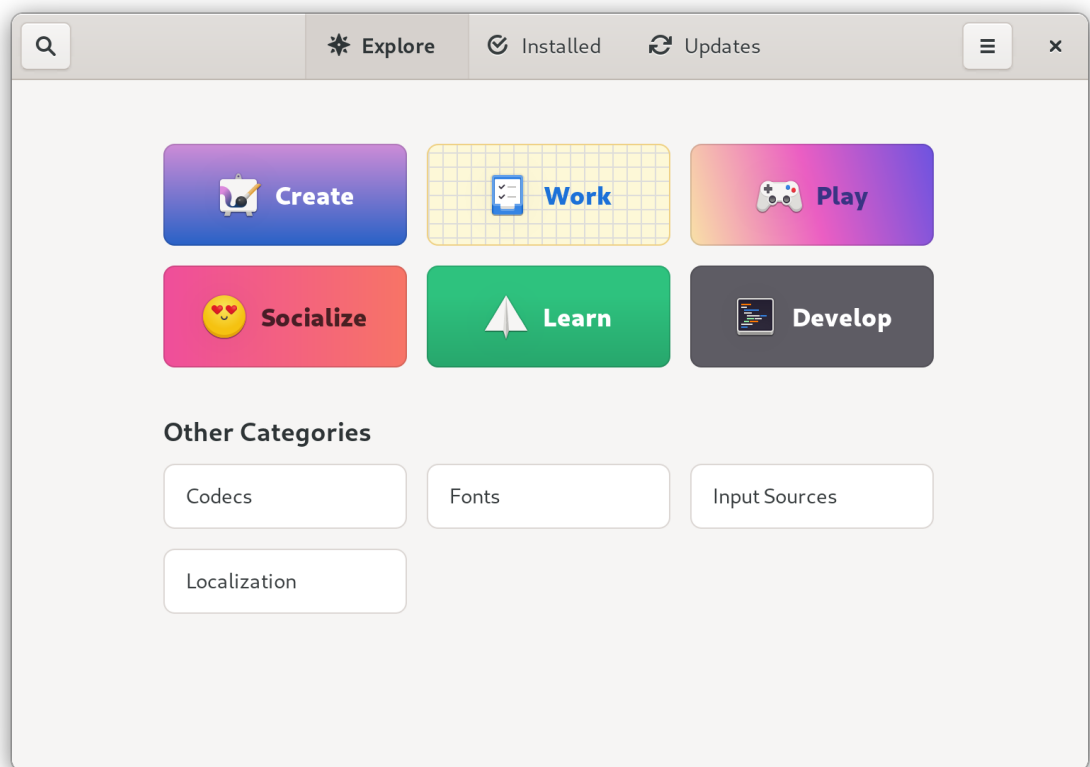 Explore Installed Updates
Create Work Play
Socialize Learn Develop
Other Categories
Codecs Fonts Input Sources
Localization